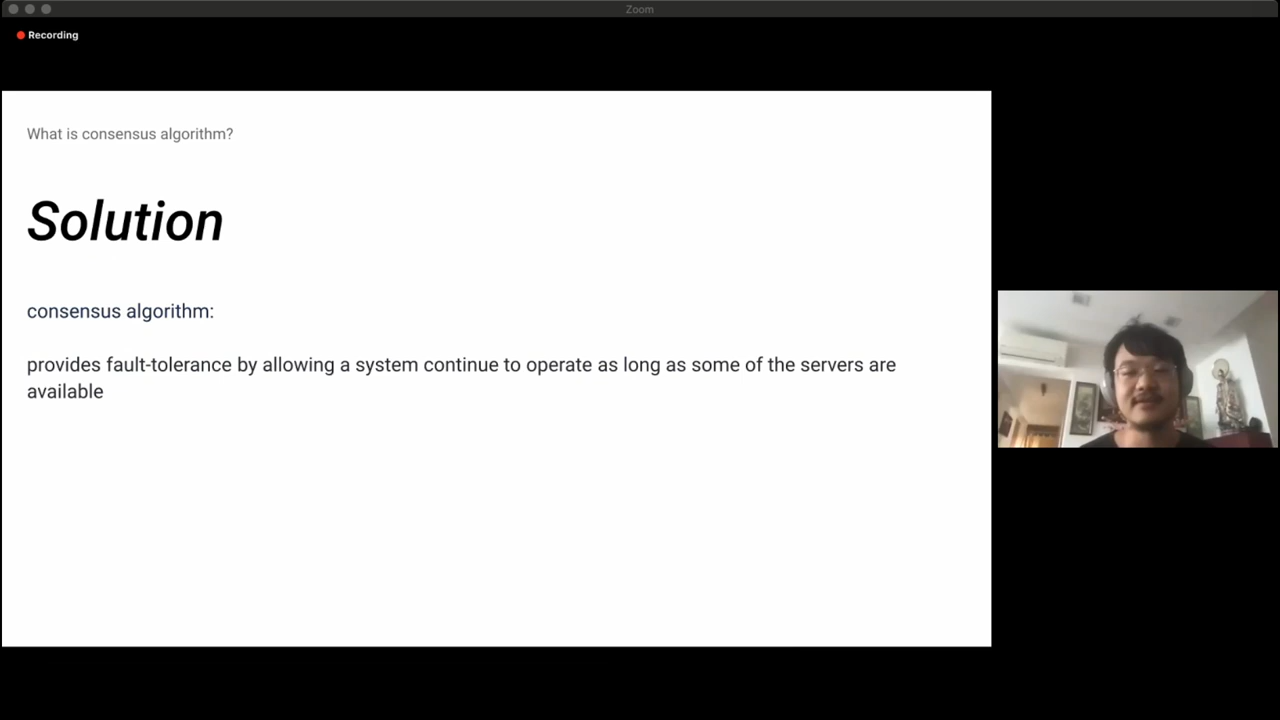 Zoom
Recording
What is consensus algorithm?
Solution
consensus algorithm:
provides fault-tolerance by allowing a system continue to operate as long as some of the servers are
available